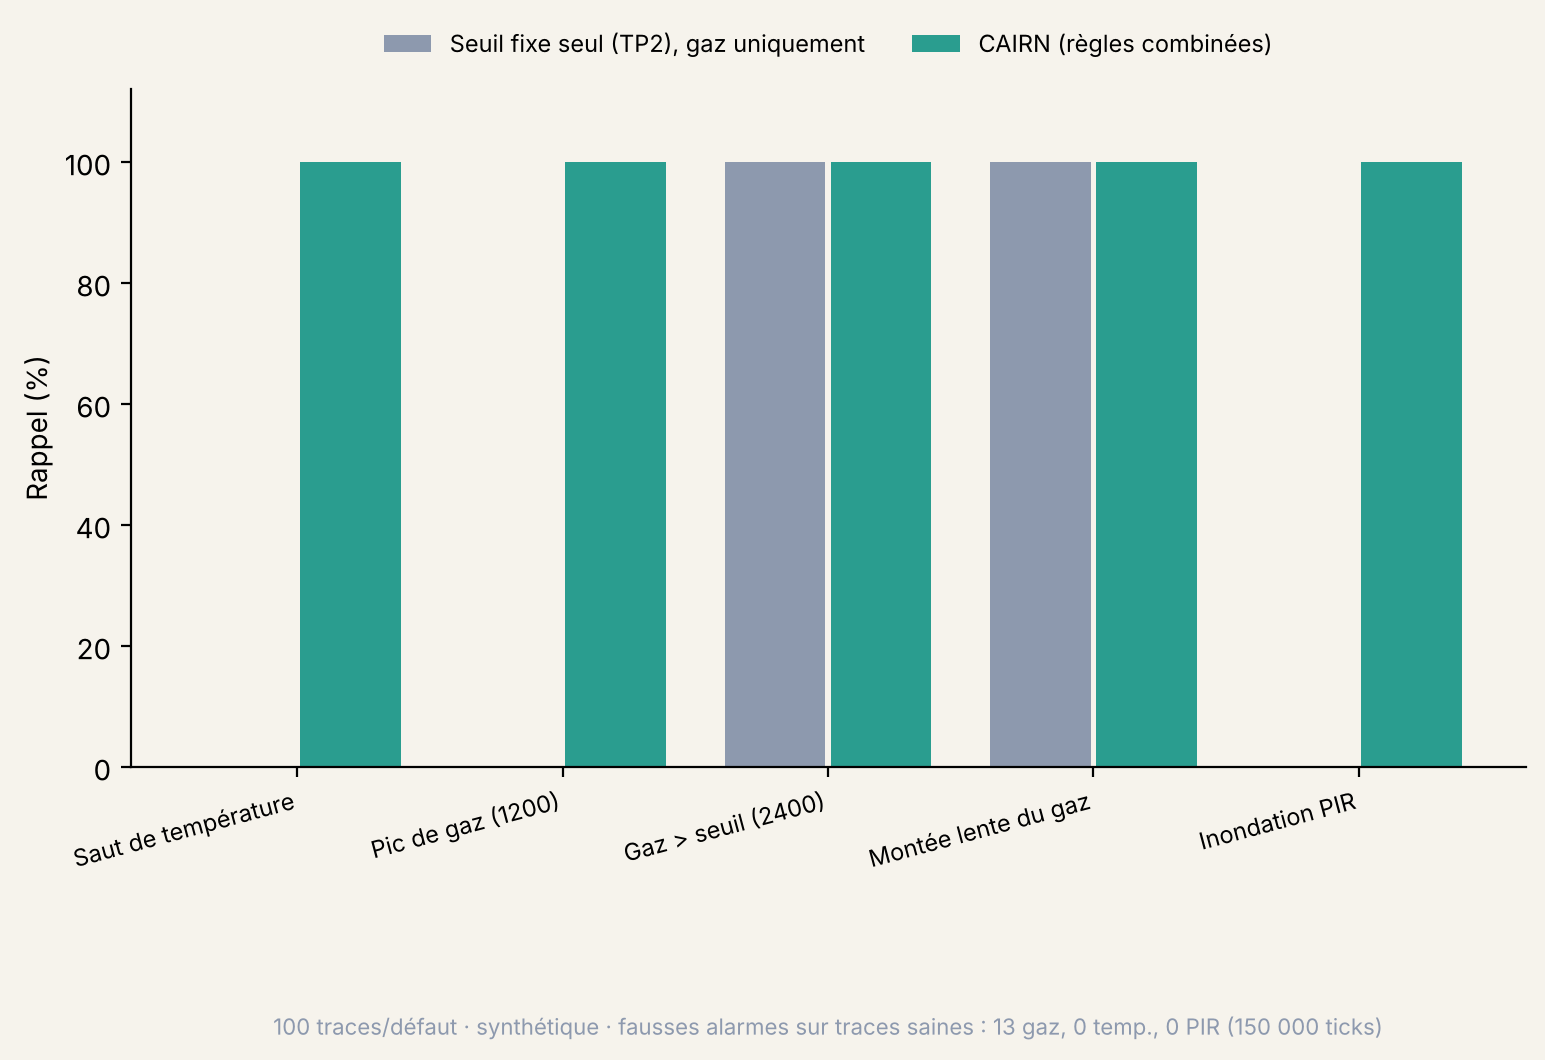 Seuil fixe seul (TP2), gaz uniquement
CAIRN (règles combinées)
Rappel (%)
100
80
60
40
20
0
Saut de température
Pic de gaz (1200)
Gaz > seuil (2400)
Montée lente du gaz
Inondation PIR
100 traces/défaut · synthétique · fausses alarmes sur traces saines : 13 gaz, 0 temp., 0 PIR (150 000 ticks)